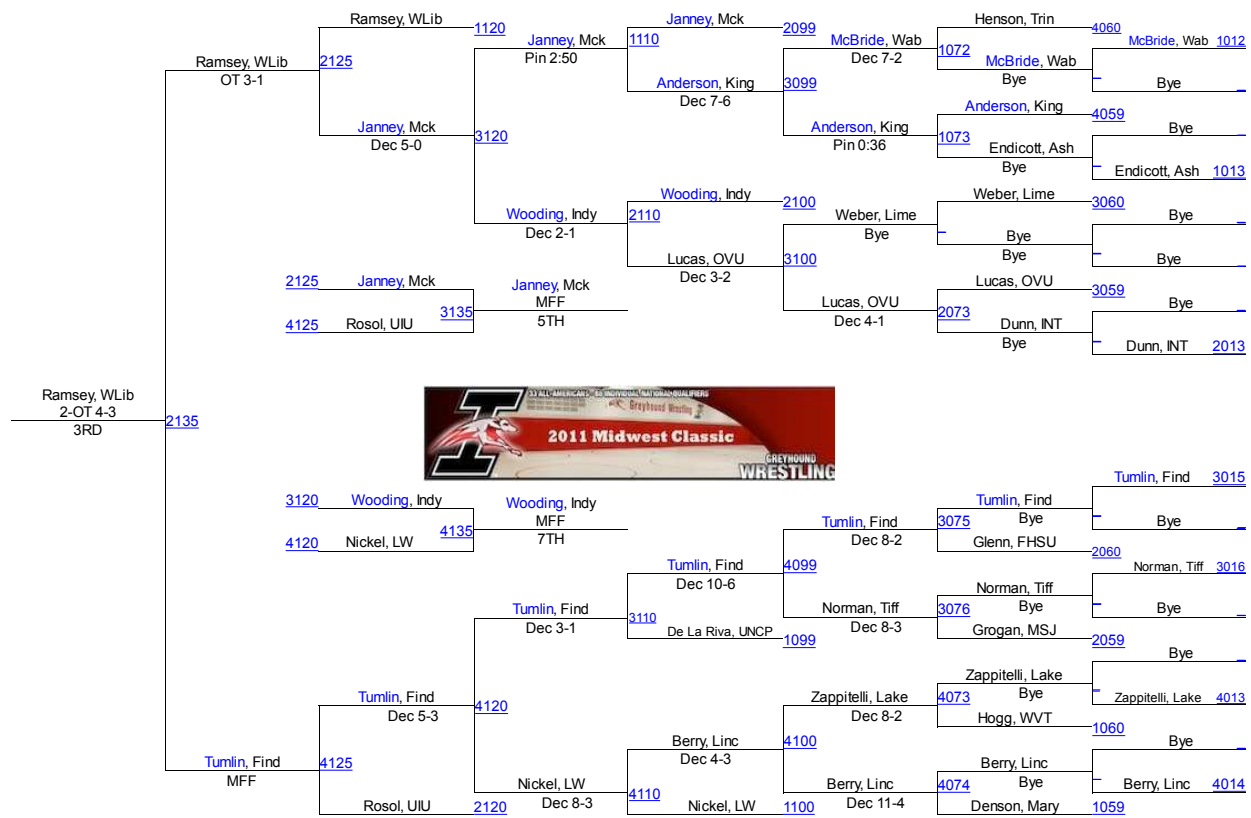 Ramsey, WLib 1120 Janney, Mck 2099 Henson, Trin 4060
Janney, Mck 1110 McBride, Wab McBride, Wab 1012
Pin 2:50 Dec 7-2 1072
Ramsey, WLib 2125 McBride, Wab
OT 3-1 Anderson, King 3099 Bye Bye
Dec 7-6
Anderson, King 4059
Janney, Mck 3120 Anderson, King 1073 Bye
Dec 5-0 Pin 0:36 Endicott, Ash
Bye Endicott, Ash 1013
Wooding, Indy 2100 Weber, Lime 3060
Wooding, Indy 2110 Weber, Lime Bye
Dec 2-1 Bye Bye
Lucas, OVU 3100 Bye Bye
Dec 3-2
2125 Janney, Mck Janney, Mck Lucas, OVU 3059
MFF Lucas, OVU 2073 Bye
3135 5TH Dec 4-1
4125 Rosol, UIU Dunn, INT
Bye Dunn, INT 2013
Ramsey, WLib
2-OT 4-3 2135
3RD
33 ALL-AMERICANS
Greyhound Wrestling
2011 Midwest Classic
GREYHOUND
WRESTLING
Tumlin, Find 3015
3120 Wooding, Indy Wooding, Indy Tumlin, Find
MFF Tumlin, Find 3075 Bye Bye
4135 7TH Dec 8-2
4120 Nickel, LW Glenn, FHSU 2060
Tumlin, Find 4099 Norman, Tiff 3016
Dec 10-6
Norman, Tiff
Tumlin, Find 3110 Norman, Tiff 3076 Bye Bye
Dec 3-1 Dec 8-3
De La Riva, UNCP 1099 Grogan, MSJ 2059
Bye
Zappitelli, Lake
Tumlin, Find 4120 Zappitelli, Lake 4073 Bye Zappitelli, Lake 4013
Dec 5-3 Dec 8-2
Hogg, WVT 1060
Berry, Linc 4100 Bye
Dec 4-3
Tumlin, Find 4125 Berry, Linc
MFF Bye
Nickel, LW 4110 Berry, Linc 4074 Berry, Linc 4014
Dec 8-3 Dec 11-4
Rosol, UIU 2120 Nickel, LW 1100 Denson, Mary 1059